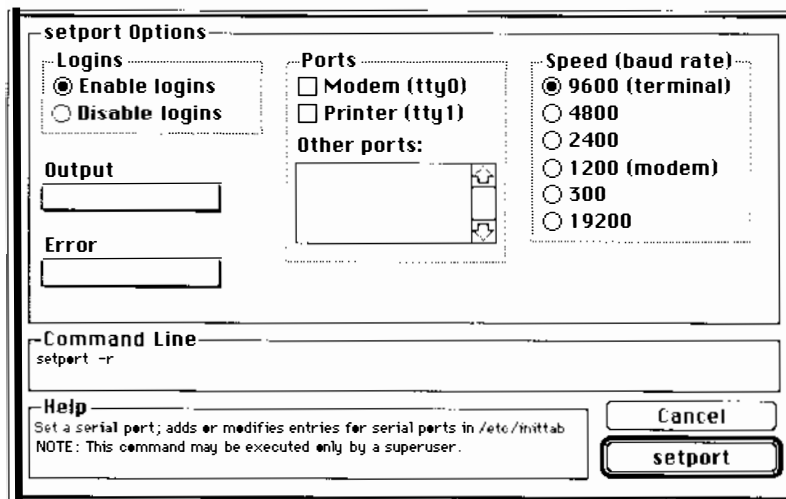 setport Options
Logins
Enable logins
Disable logins
Output
Error
Ports
Modem (tty0)
Printer (tty1)
Other ports:
Speed (baud rate)
9600 (terminal)
4800
2400
1200 (modem)
300
19200
Command Line
setport -r
Help
Set a serial port; adds or modifies entries for serial ports in /etc/inittab
NOTE: This command may be executed only by a superuser.
Cancel
setport